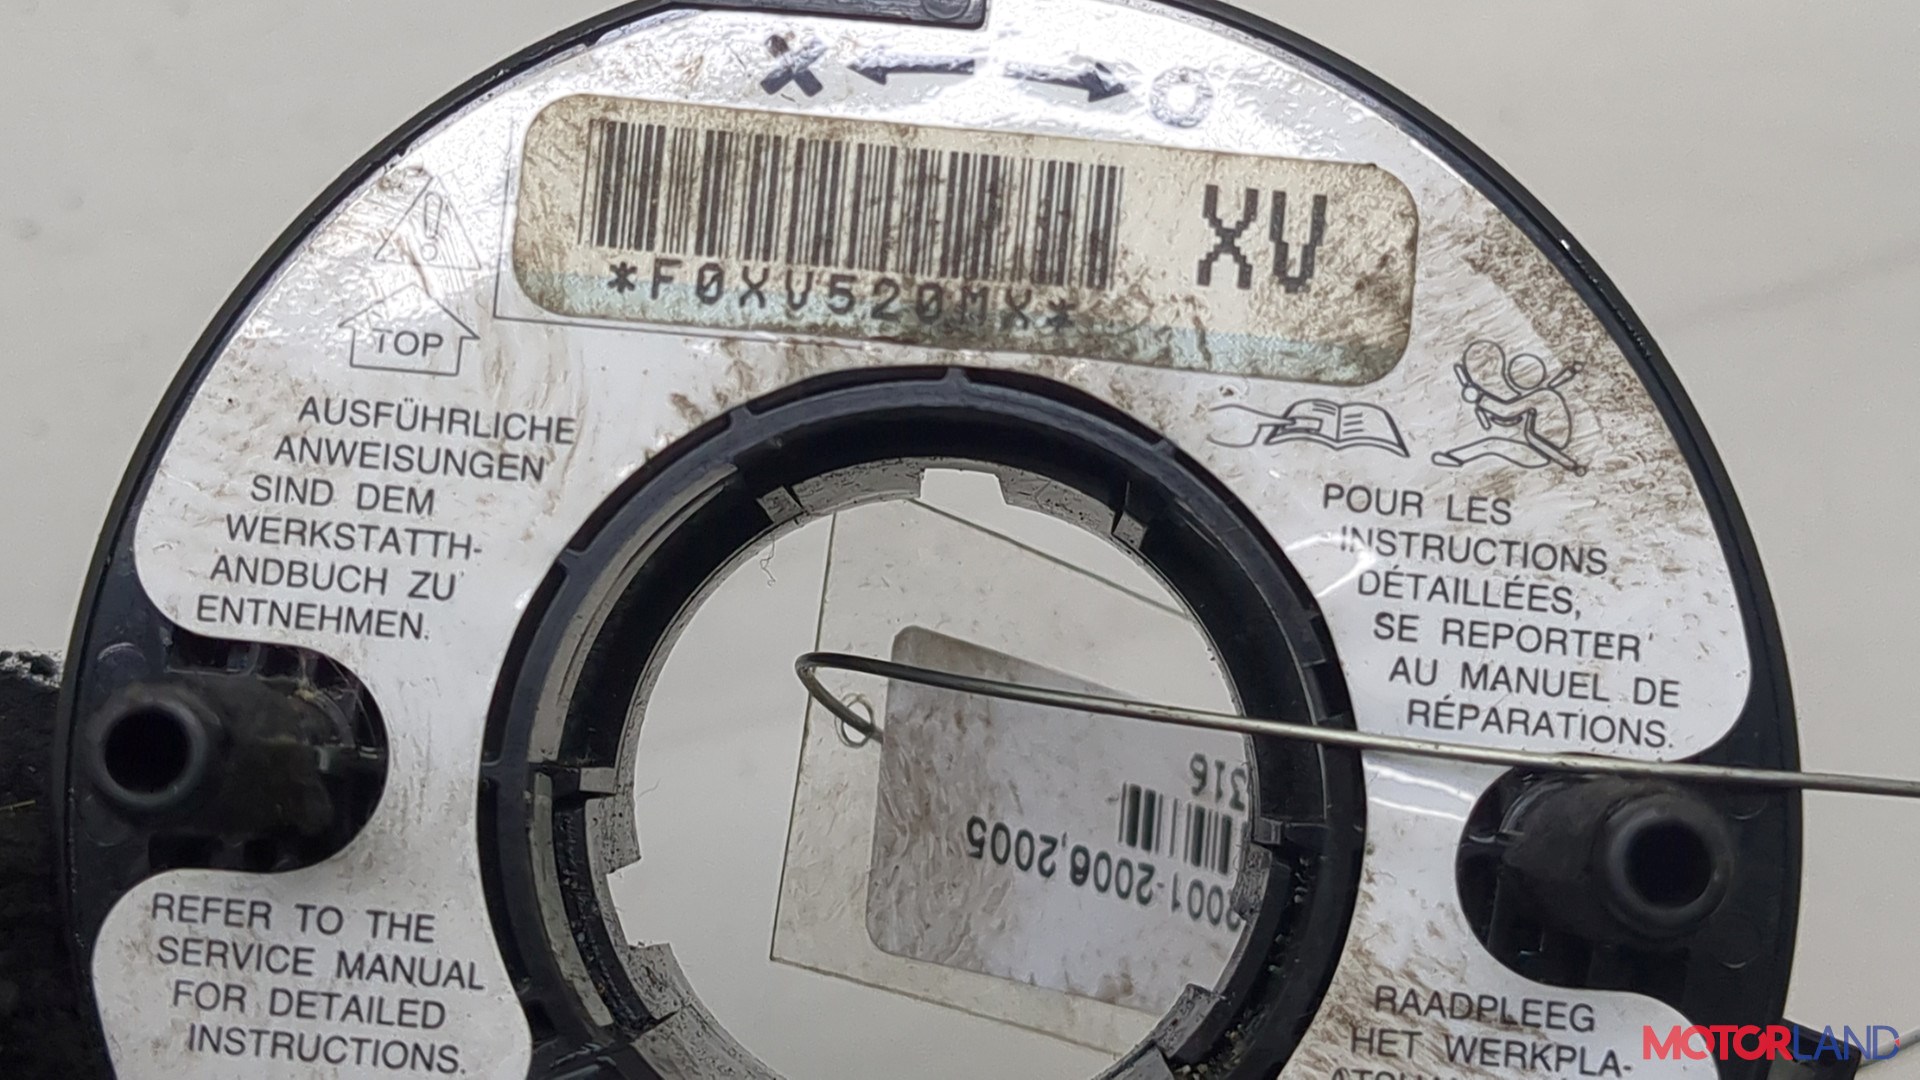 *F0XV520MX*
XV
TOP
AUSFÜHRLICHE
ANWEISUNGEN
SIND DEM
WERKSTATTH-
ANDBUCH ZU
ENTNEHMEN.
POUR LES
INSTRUCTIONS
DÉTAILLÉES,
SE REPORTER
AU MANUEL DE
RÉPARATIONS.
REFER TO THE
SERVICE MANUAL
FOR DETAILED
INSTRUCTIONS.
RAADPLEEG
HET WERKPLA-
2001-2006,2005
316
MOTORLAND